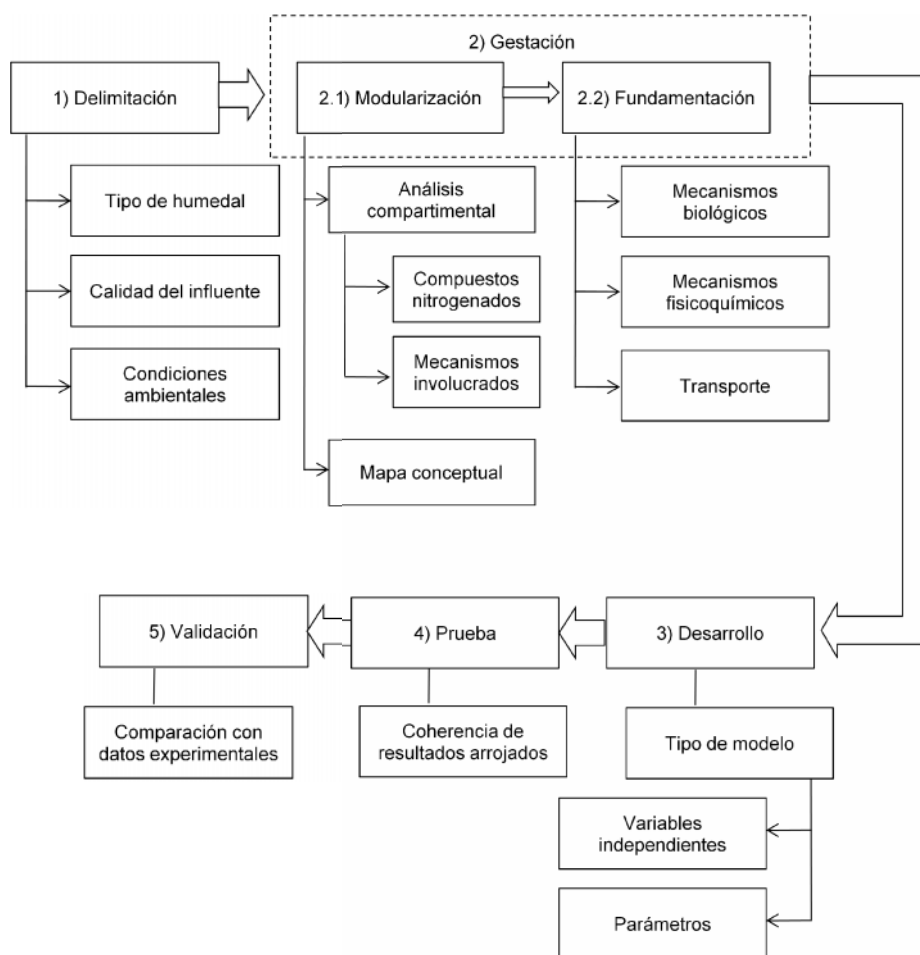 2) Gestación
1) Delimitación
2.1) Modularización
2.2) Fundamentación
Tipo de humedal
Calidad del influente
Condiciones
ambientales
Análisis
compartimental
Compuestos
nitrogenados
Mecanismos
involucrados
Mapa conceptual
Mecanismos
biológicos
Mecanismos
fisicoquímicos
Transporte
3) Desarrollo
Tipo de modelo
Variables
independientes
Parámetros
4) Prueba
Coherencia de
resultados arrojados
5) Validación
Comparación con
datos experimentales